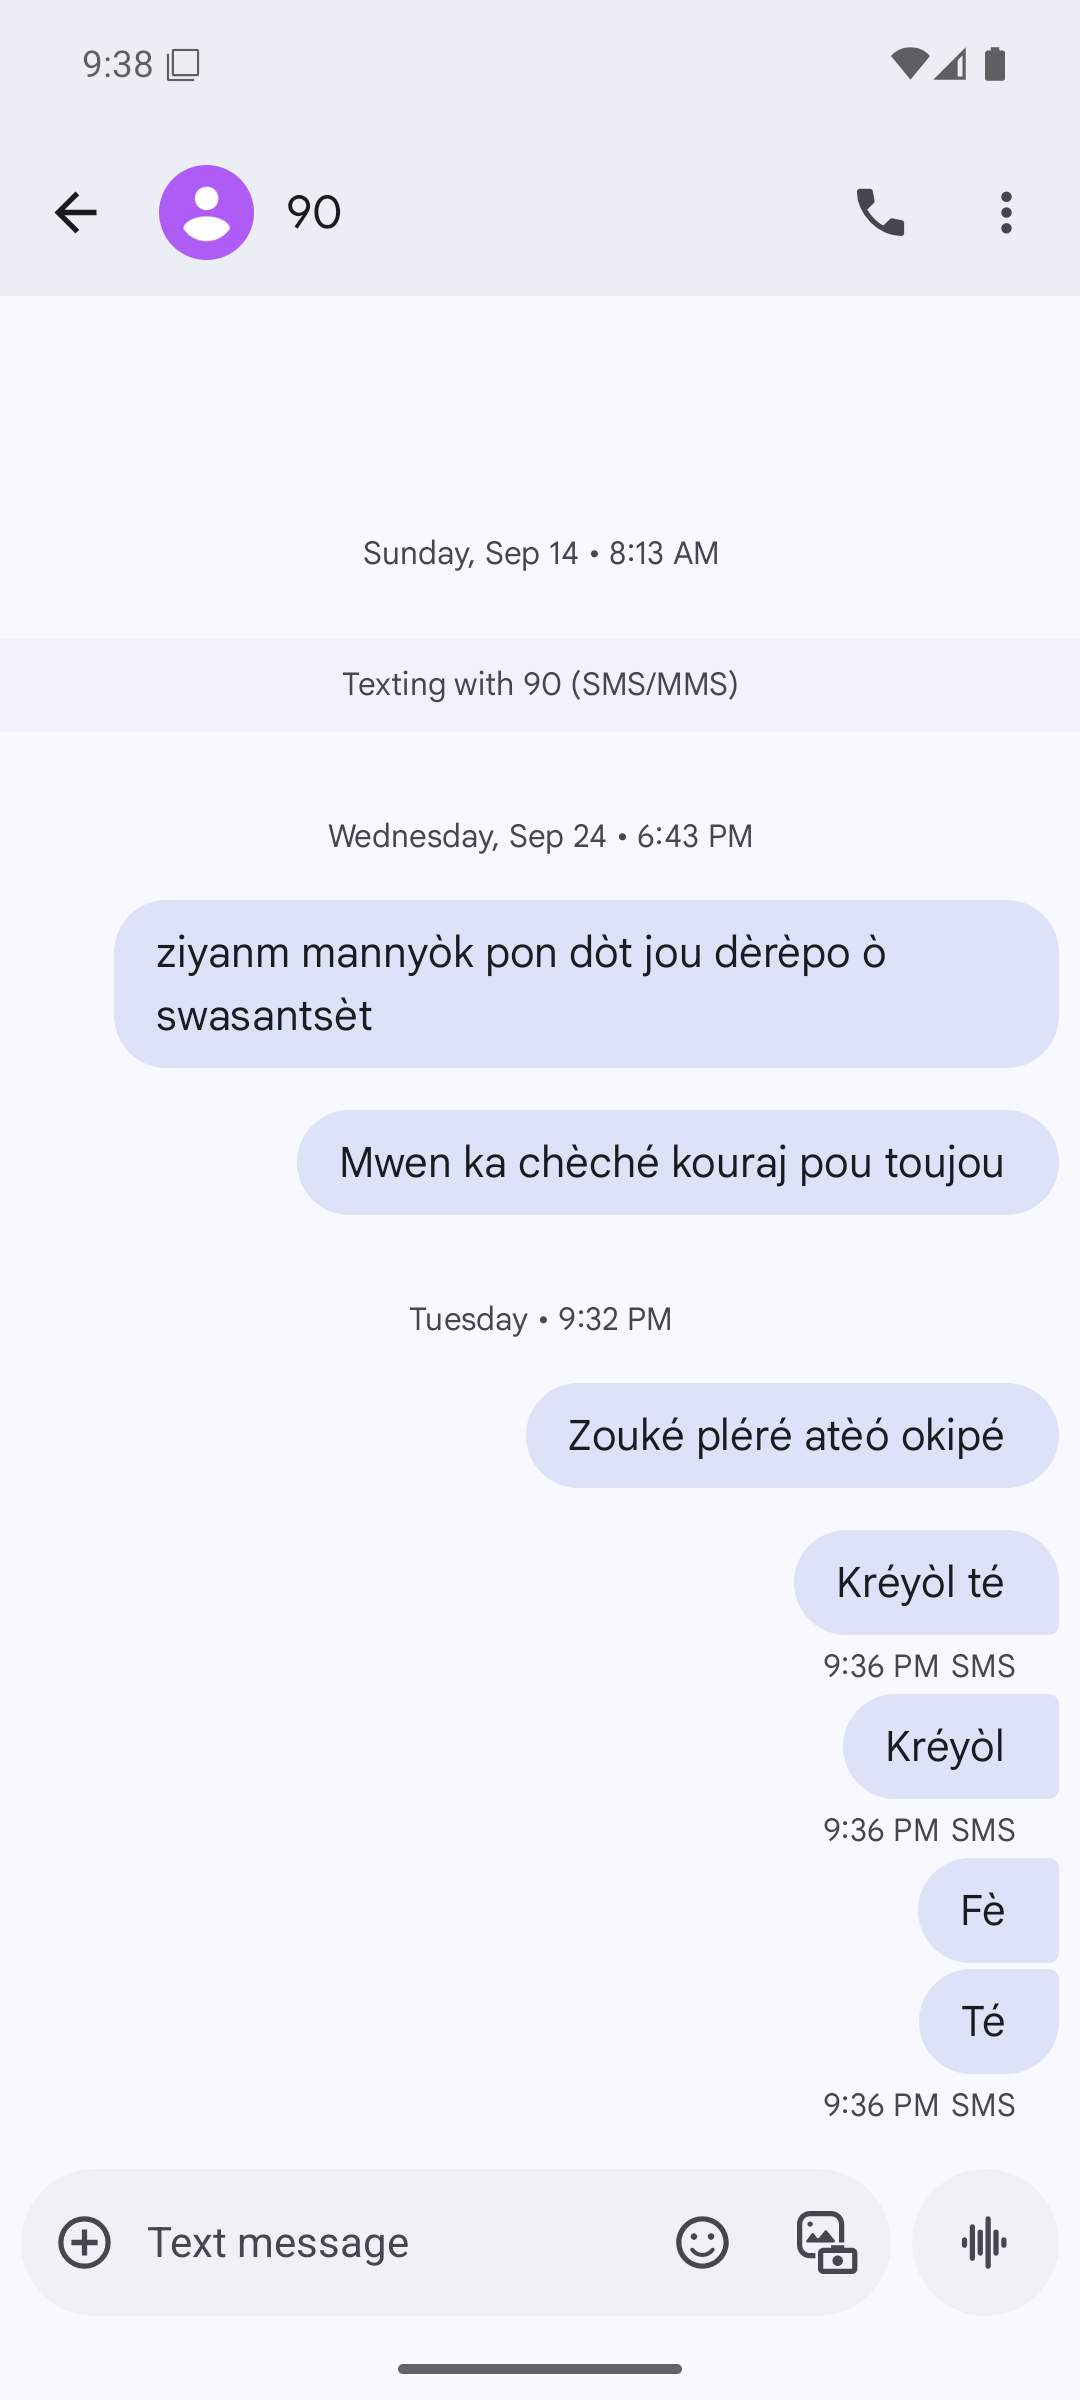 9:38
90
Sunday, Sep 14 • 8:13 AM
Texting with 90 (SMS/MMS)
Wednesday, Sep 24 • 6:43 PM
ziyanm mannyòk pon dòt jou dèrèpo ò
swasantsèt
Mwen ka chèché kouraj pou toujou
Tuesday • 9:32 PM
Zouké pléré atèó okipé
Kréyòl té
9:36 PM SMS
Kréyòl
9:36 PM SMS
Fè
Té
9:36 PM SMS
Text message